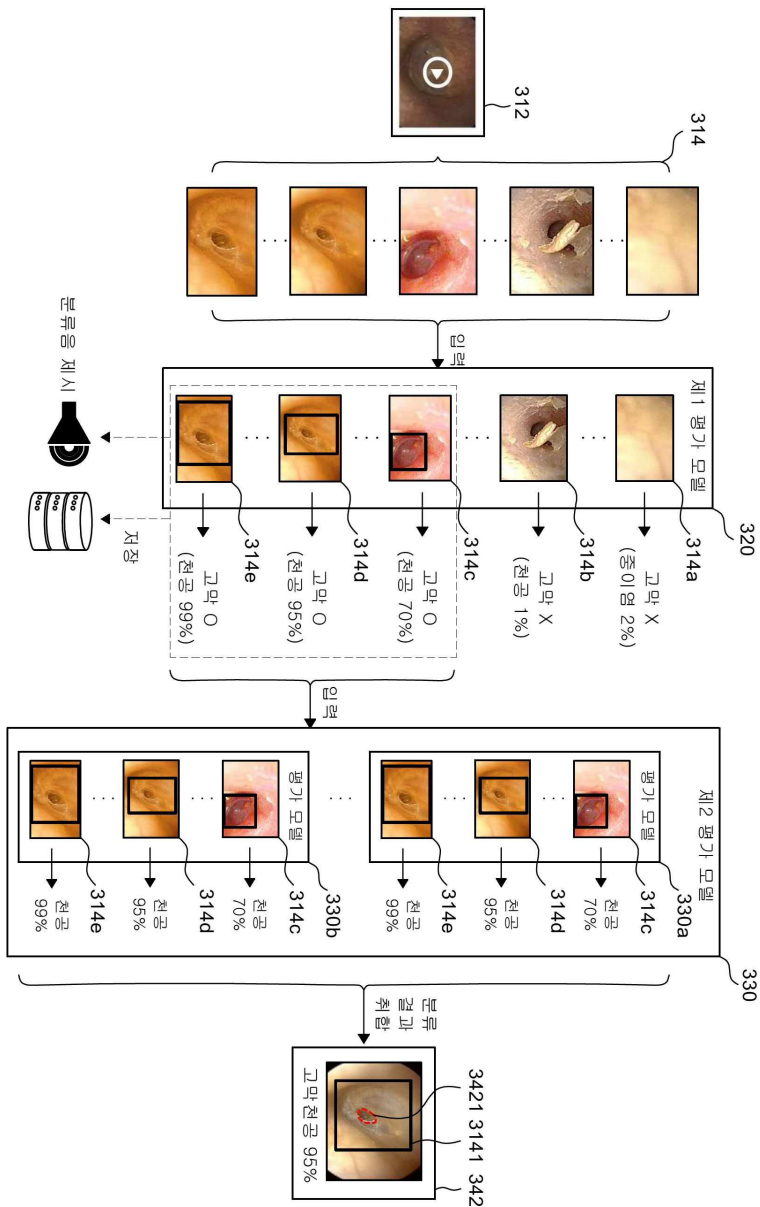 312
314
입력
제1 평가 모델
320
314a
고막 X
(중이염 2%)
314b
고막 X
(천공 1%)
314c
고막 O
(천공 70%)
314d
고막 O
(천공 95%)
314e
고막 O
(천공 99%)
분류음 제시
저장
입력
제2 평가 모델
330
평가 모델
330a
314c
천공
70%
314d
천공
95%
314e
천공
99%
평가 모델
330b
314c
천공
70%
314d
천공
95%
314e
천공
99%
분류
결과
취합
3421
3141
342
고막천공 95%